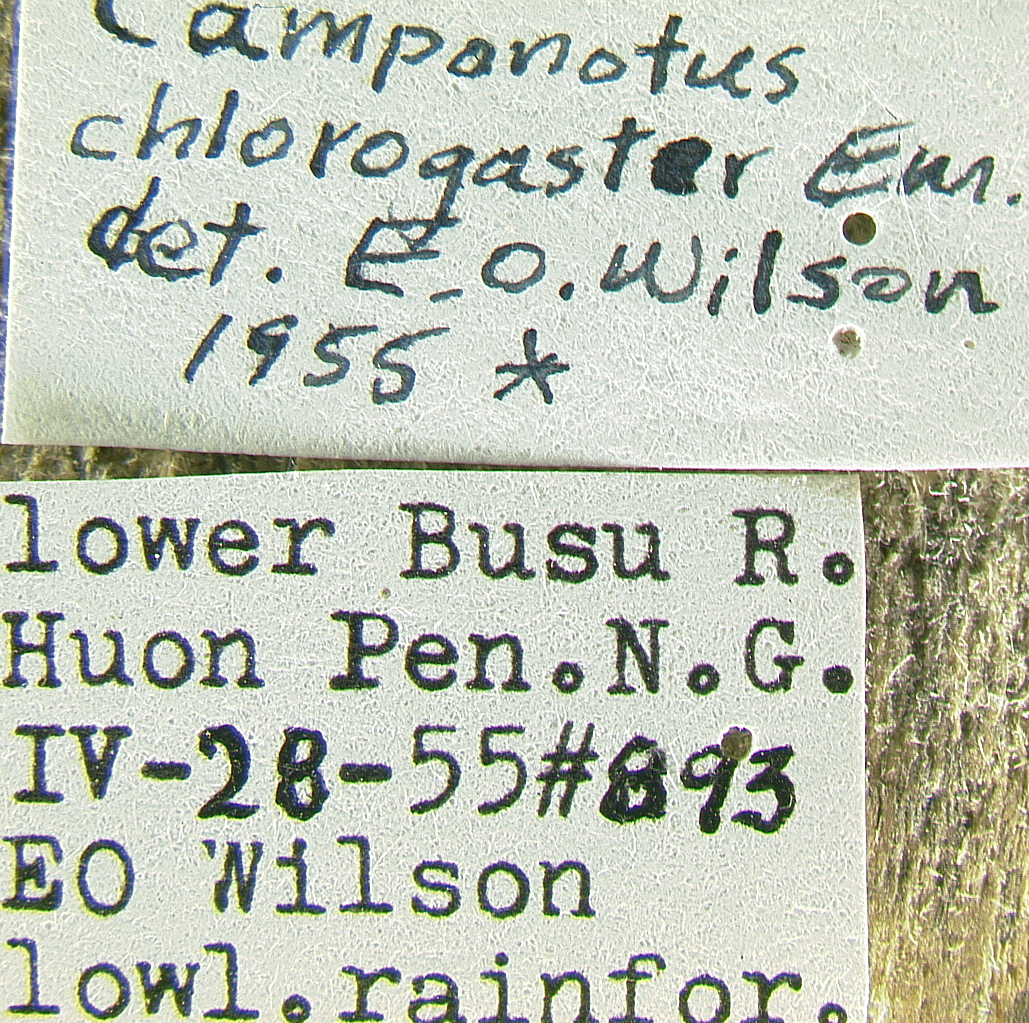 Camponotus
chlorogaster Em.
det. E.O. Wilson
1955 *
lower Busu R.
Huon Pen.N.G.
IV-28-55#893
EO Wilson
lowl.rainfor.